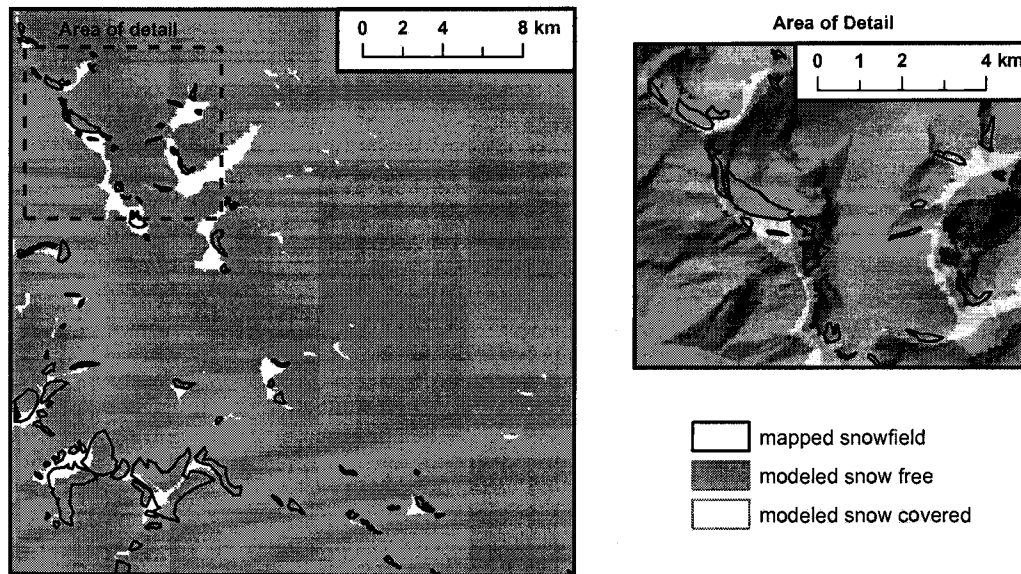 Area of detail
0 2 4 8 km
Area of Detail
0 1 2 4 km
mapped snowfield
modeled snow free
modeled snow covered